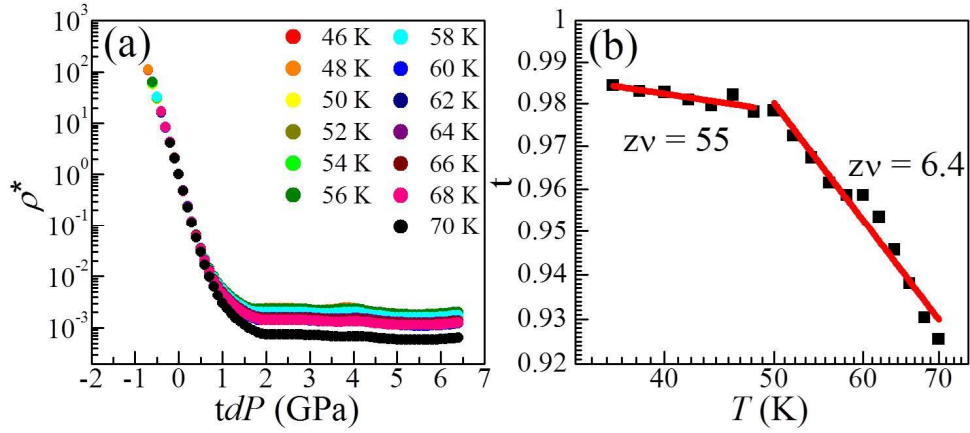 (a)
46 K
48 K
50 K
52 K
54 K
56 K
58 K
60 K
62 K
64 K
66 K
68 K
70 K
10³
10²
10¹
10⁰
10⁻¹
10⁻²
10⁻³
ρ*
-2 -1 0 1 2 3 4 5 6 7
tdP (GPa)
(b)
1
0.99
0.98
0.97
0.96
0.95
0.94
0.93
0.92
t
zν = 55
zν = 6.4
40 50 60 70
T (K)